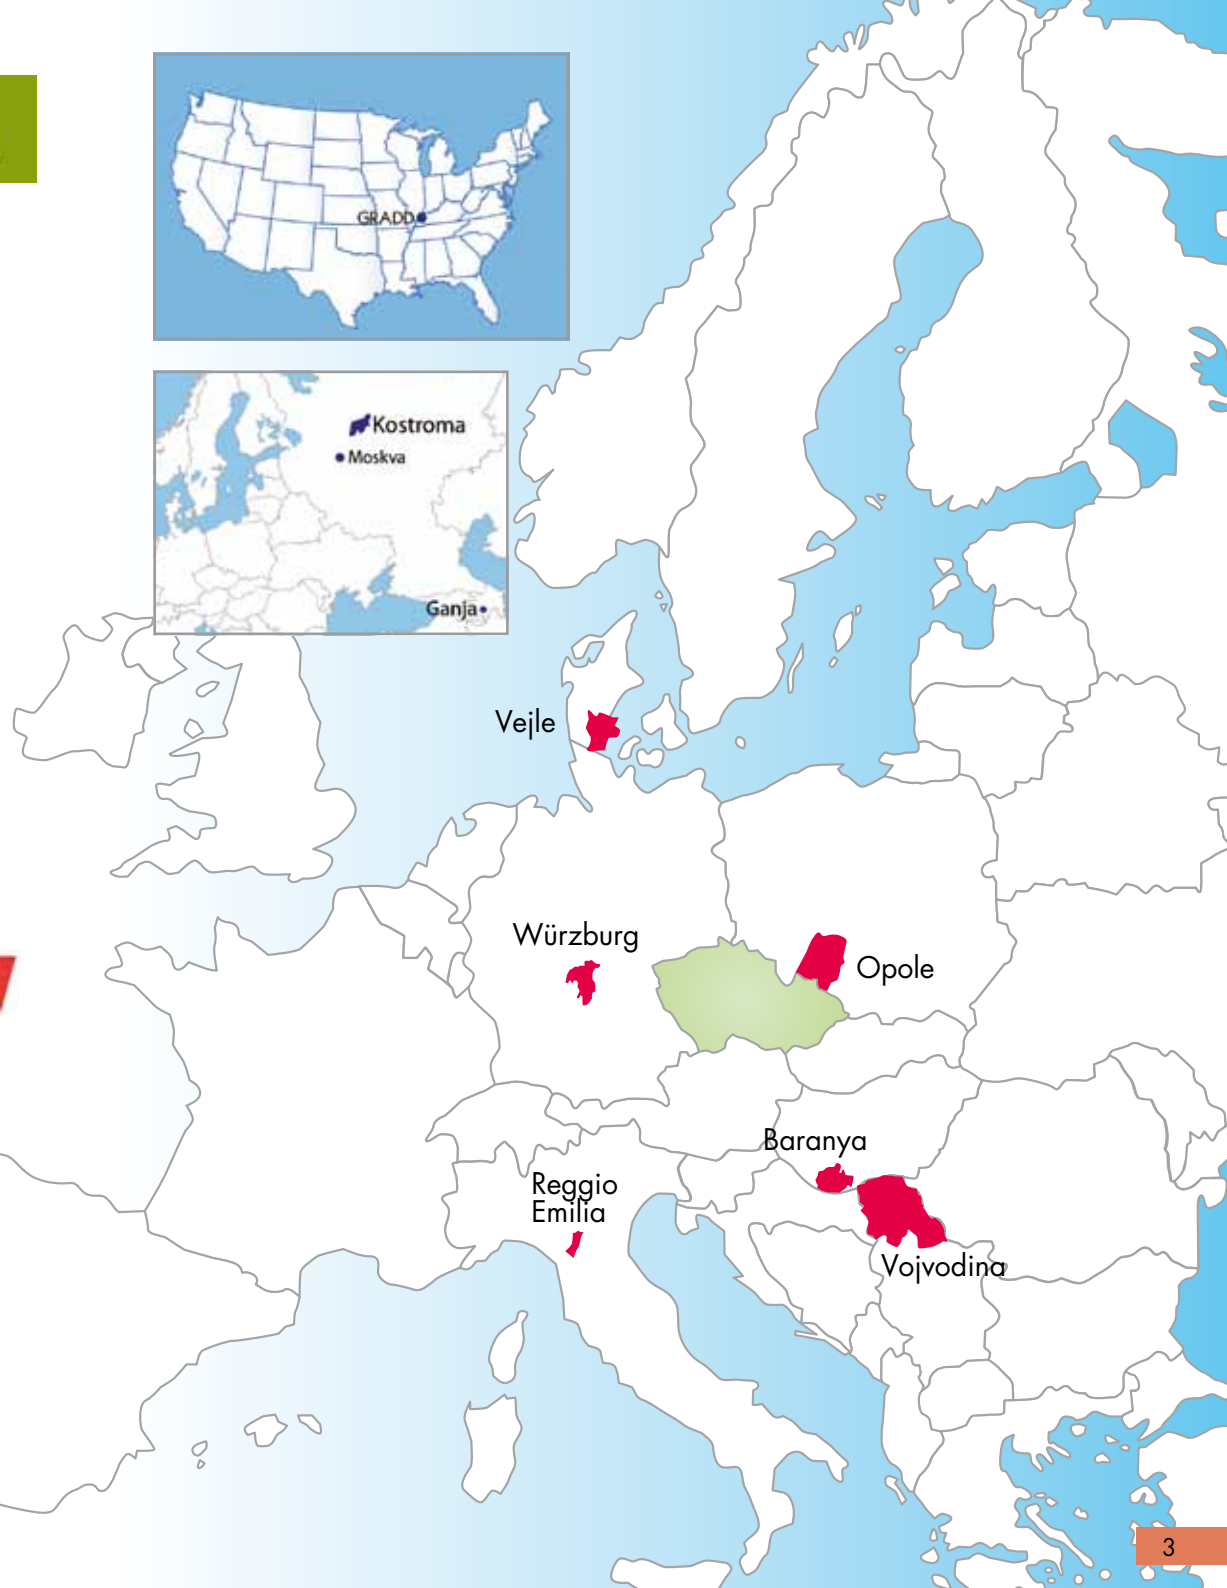 GRADD
Kostroma
Moskva
Ganja
Vejle
Würzburg
Opole
Baranya
Reggio
Emilia
Vojvodina
3